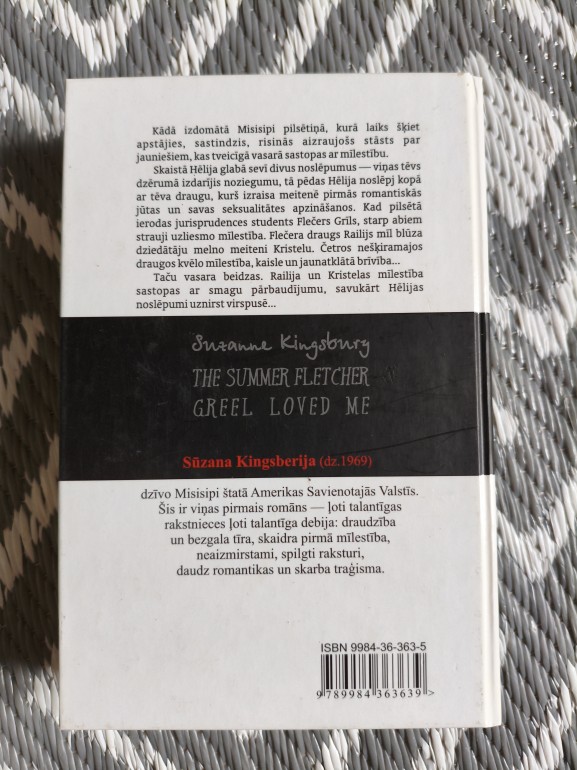 Kādā izdomātā Misisipi pilsētiņā, kurā laiks šķiet
apstājies, sastindzis, risinās aizraujošs stāsts par
jauniešiem, kas tveicīgā vasarā sastopas ar mīlestību.
Skaistā Hēlija glabā sevī divus noslēpumus — viņas tēvs
dzērumā izdarījis noziegumu, tā pēdas Hēlija noslēpj kopā
ar tēva draugu, kurš izraisa meitenē pirmās romantiskās
jūtas un savas seksualitātes apzināšanos. Kad pilsētā
ierodas jurisprudences students Flečers Grīls, starp abiem
strauji uzliesmo mīlestība. Flečera draugs Railijs mīl blūza
dziedātāju melno meiteni Kristelu. Četros nešķiramajos
draugos kvēlo mīlestība, kaisle un jaunatklātā brīvība...
Taču vasara beidzas. Railija un Kristelas mīlestība
sastopas ar smagu pārbaudījumu, savukārt Hēlijas
noslēpumi uznirst virspusē...
Suzanne Kingsbury
THE SUMMER FLETCHER
GREEL LOVED ME
Sūzana Kingsberija (dz.1969)
dzīvo Misisipi štatā Amerikas Savienotajās Valstīs.
Šis ir viņas pirmais romāns — ļoti talantīgas
rakstnieces ļoti talantīga debija: draudzība
un bezgala tīra, skaidra pirmā mīlestība,
neaizmirstami, spilgti raksturi,
daudz romantikas un skarba traģisma.
ISBN 9984-36-363-5
9 789984 363639 >